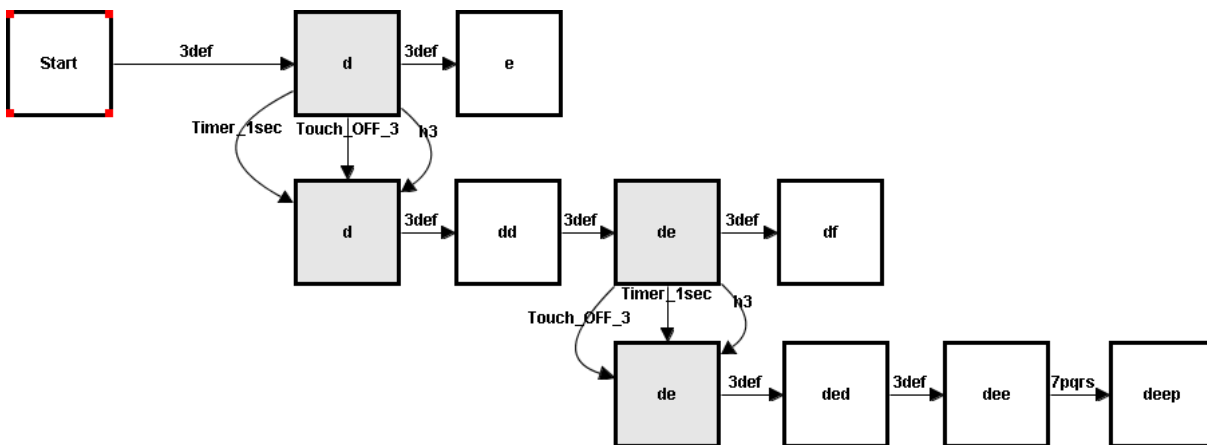 Start 3def d 3def e
Timer_1sec Touch_OFF_3 h3
d 3def dd 3def de 3def df
Touch_OFF_3 Timer_1sec h3
de 3def ded 3def dee 7pqrs deep